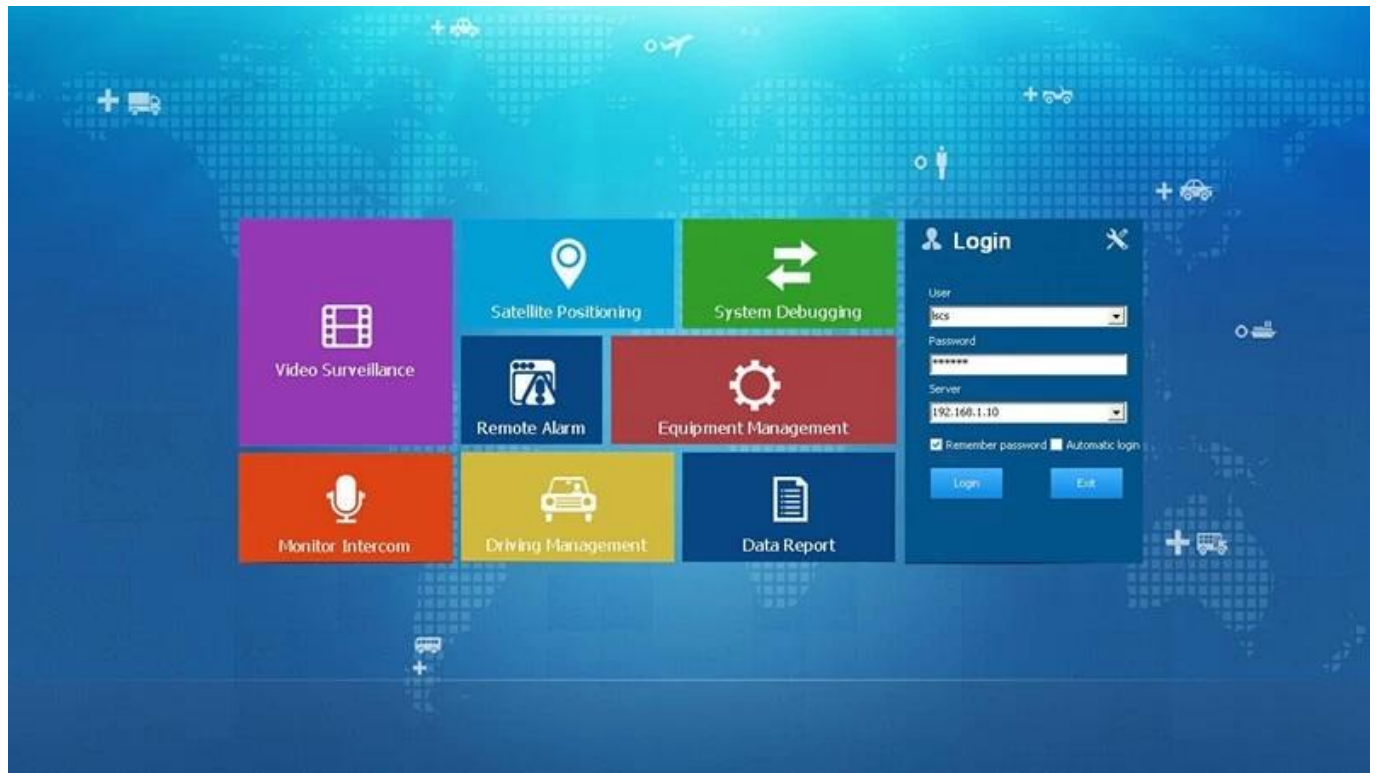 Video Surveillance
Satellite Positioning
System Debugging
Remote Alarm
Equipment Management
Monitor Intercom
Driving Management
Data Report
Login
User
lscs
Password
******
Server
192.168.1.10
Remember password
Automatic login
Login
Exit